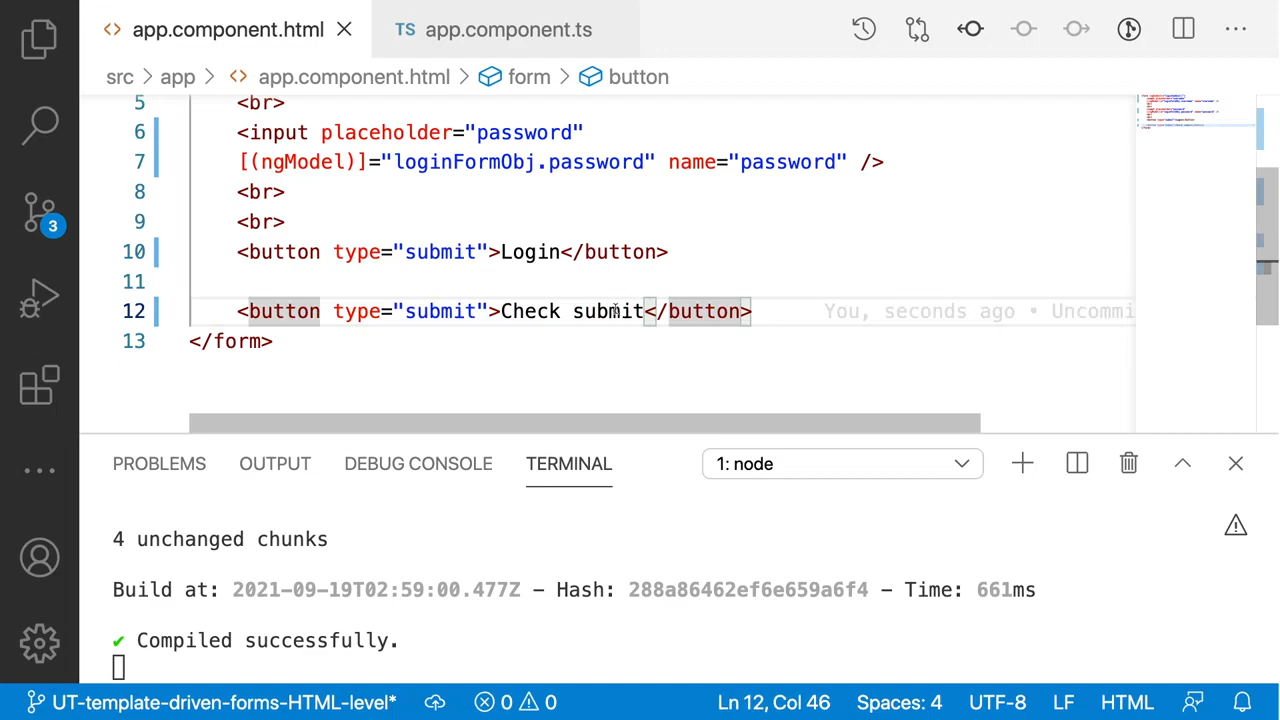 app.component.html
TS app.component.ts
src > app > app.component.html > form > button
5 <br>
6 <input placeholder="password"
7 [(ngModel)]="loginFormObj.password" name="password" />
8 <br>
9 <br>
10 <button type="submit">Login</button>
11
12 <button type="submit">Check submit</button> You, seconds ago • Uncommi
13 </form>
PROBLEMS OUTPUT DEBUG CONSOLE TERMINAL 1: node
4 unchanged chunks
Build at: 2021-09-19T02:59:00.477Z - Hash: 288a86462ef6e659a6f4 - Time: 661ms
✔ Compiled successfully.
3
UT-template-driven-forms-HTML-level* 0 0 Ln 12, Col 46 Spaces: 4 UTF-8 LF HTML